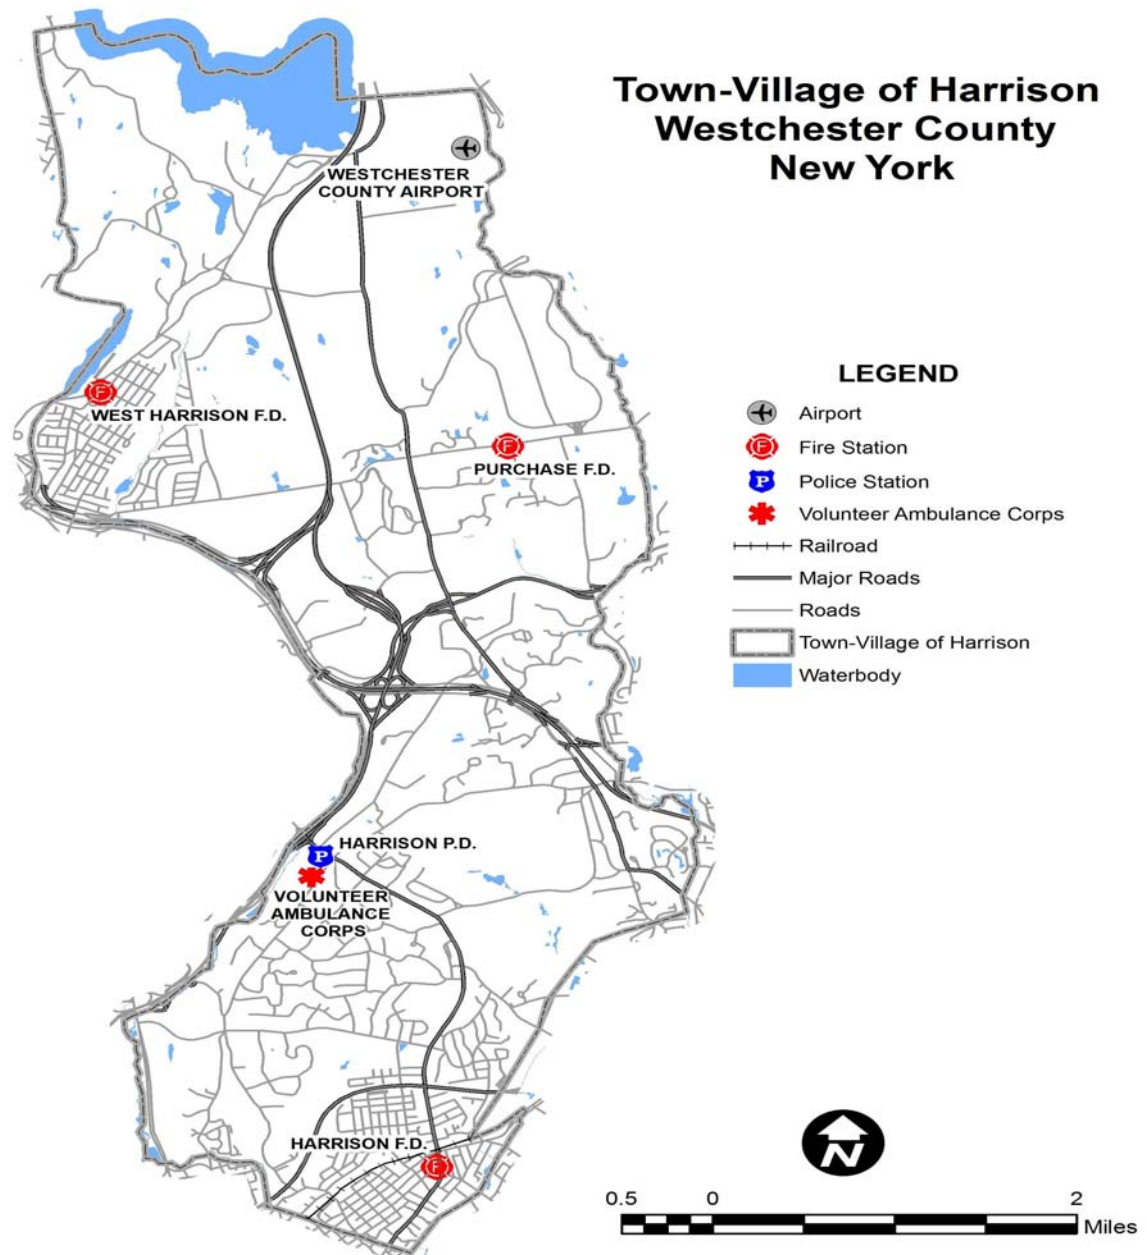 Town-Village of Harrison
Westchester County
New York
WESTCHESTER
COUNTY AIRPORT
LEGEND
Airport
F
Fire Station
P
Police Station
Volunteer Ambulance Corps
Railroad
Major Roads
Roads
Town-Village of Harrison
Waterbody
F
WEST HARRISON F.D.
F
PURCHASE F.D.
HARRISON P.D.
P
VOLUNTEER
AMBULANCE
CORPS
HARRISON F.D.
F
N
0.5 0 2
Miles